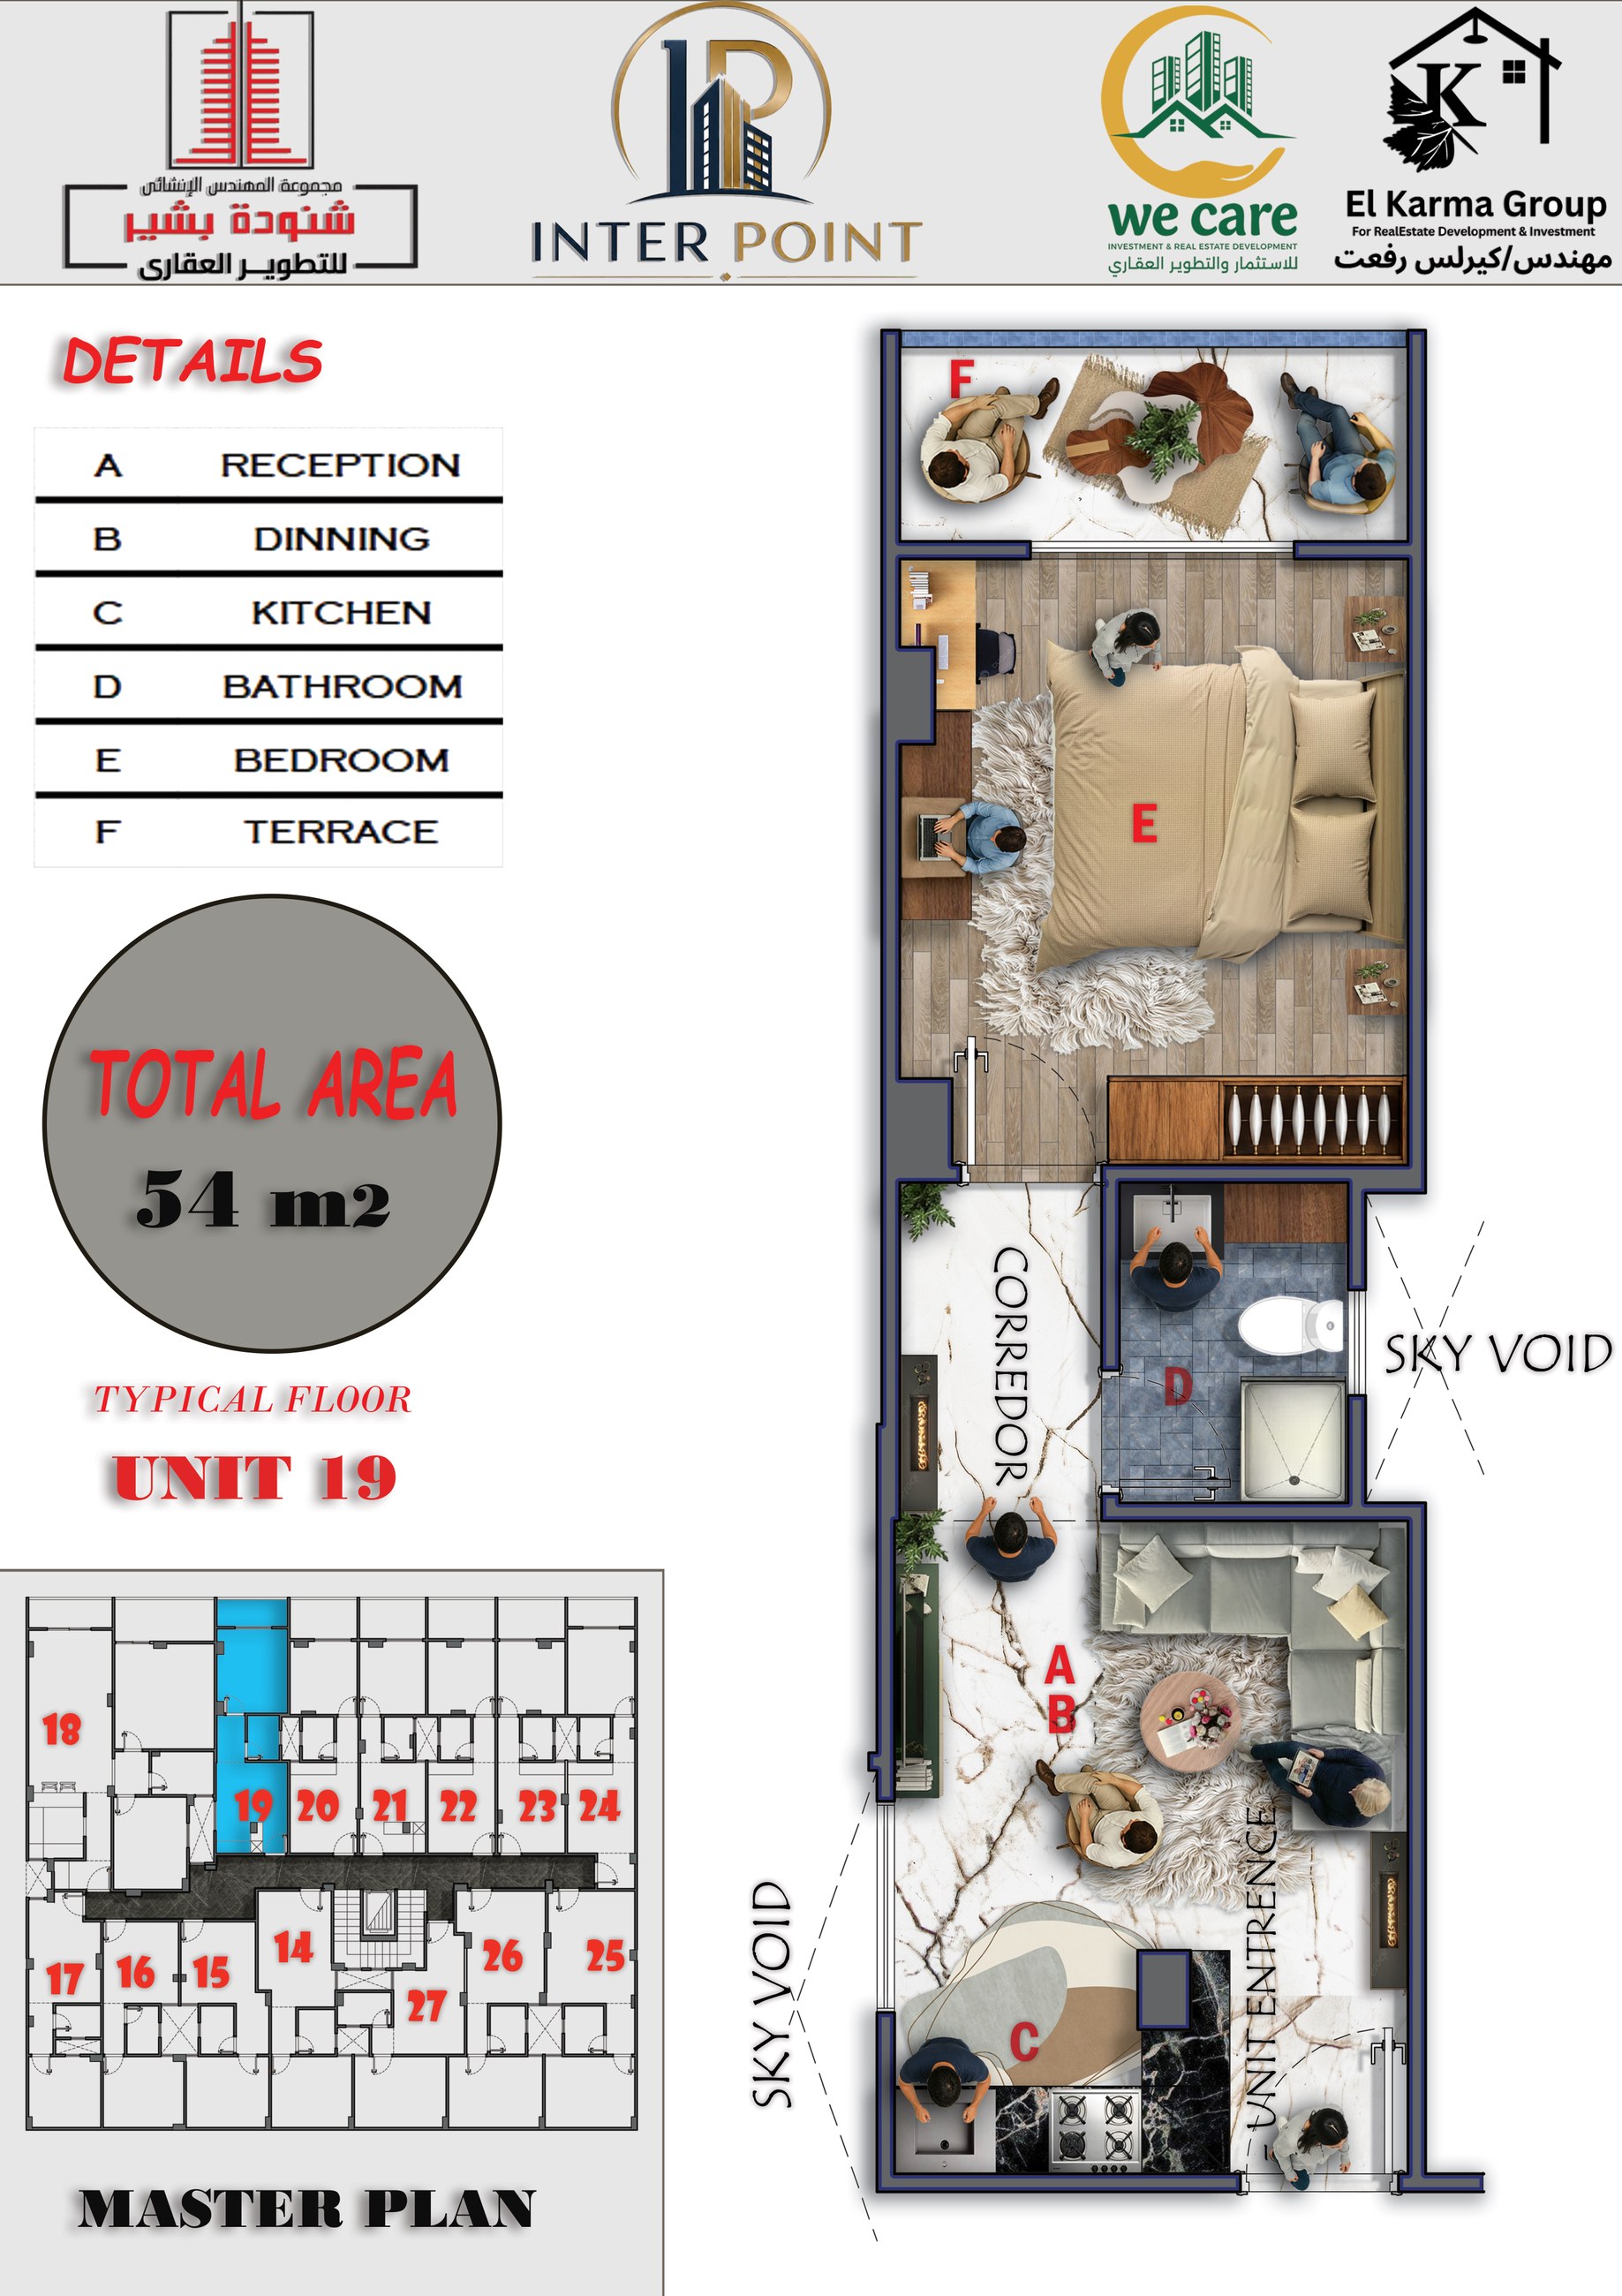 مجموعة المهندس الإنشائى
شنودة بشير
للتطوير العقارى
IP
INTER POINT
we care
INVESTMENT & REAL ESTATE DEVELOPMENT
للاستثمار والتطوير العقاري
K
El Karma Group
For RealEstate Development & Investment
مهندس/كيرلس رفعت
DETAILS
A RECEPTION
B DINNING
C KITCHEN
D BATHROOM
E BEDROOM
F TERRACE
TOTAL AREA
54 m2
TYPICAL FLOOR
UNIT 19
F
E
CORREDOR
D
SKY VOID
A
B
UNIT ENTRENCE
SKY VOID
C
18
19
20
21
22
23
24
17
16
15
14
27
26
25
MASTER PLAN